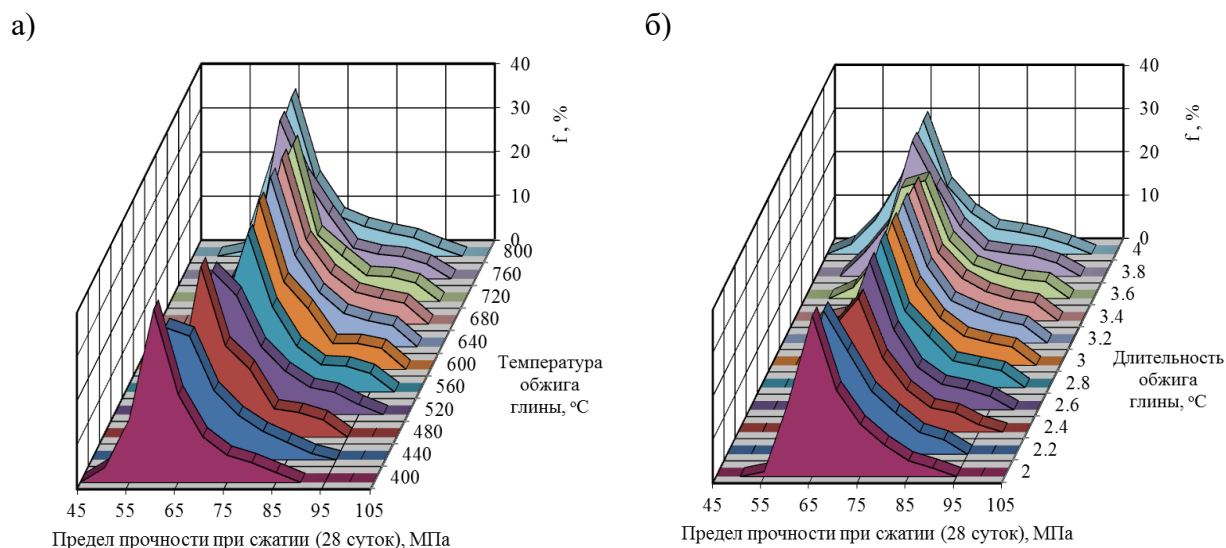 а)
40
30
20
10
0
f , %
800
760
720
680
640
600
560
520
480
440
400
Температура
обжига
глины, °С
45 55 65 75 85 95 105
Предел прочности при сжатии (28 суток), МПа
б)
40
30
20
10
0
f , %
4
3.8
3.6
3.4
3.2
3
2.8
2.6
2.4
2.2
2
Длительность
обжига
глины, °С
45 55 65 75 85 95 105
Предел прочности при сжатии (28 суток), МПа